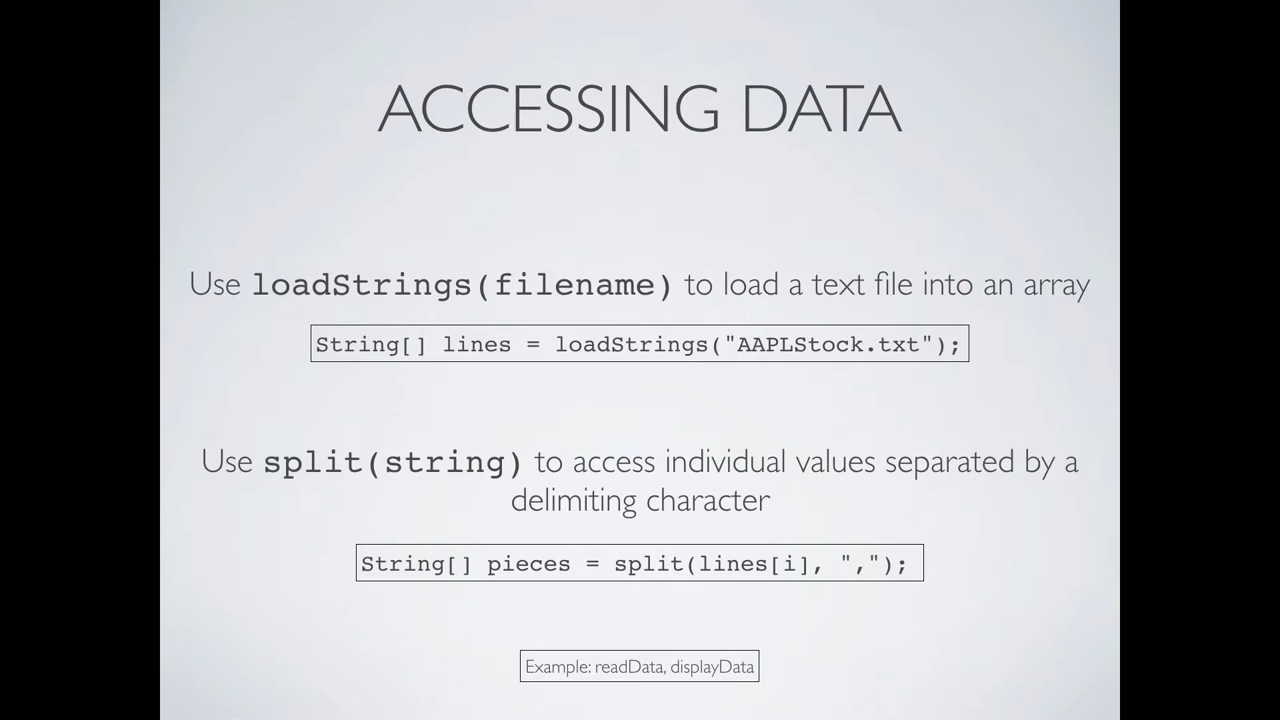 ACCESSING DATA
Use loadStrings(filename) to load a text file into an array
String[] lines = loadStrings("AAPLStock.txt");
Use split(string) to access individual values separated by a
delimiting character
String[] pieces = split(lines[i], ",");
Example: readData, displayData